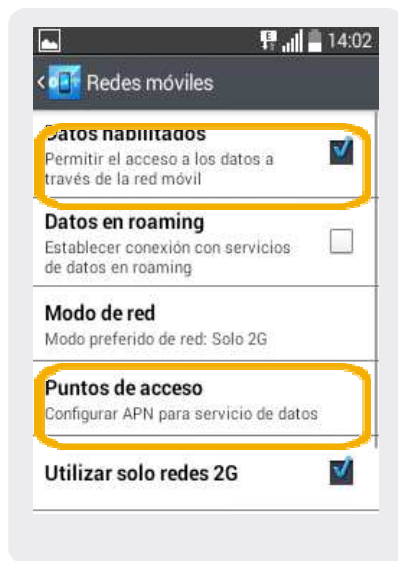 14:02
Redes móviles
Datos habilitados
Permitir el acceso a los datos a
través de la red móvil
Datos en roaming
Establecer conexión con servicios
de datos en roaming
Modo de red
Modo preferido de red: Solo 2G
Puntos de acceso
Configurar APN para servicio de datos
Utilizar solo redes 2G